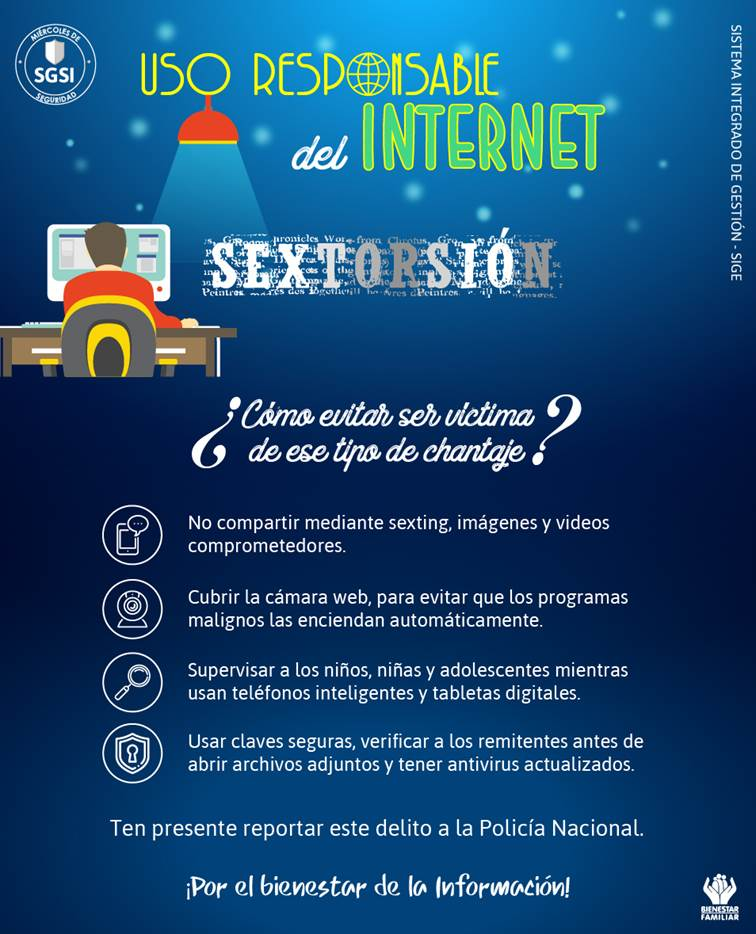 MIÉRCOLES DE
SGSI
SEGURIDAD
USO RESPONSABLE
del INTERNET
SISTEMA INTEGRADO DE GESTIÓN - SIGE
SEXTORSIÓN
¿Cómo evitar ser víctima
de ese tipo de chantaje?
No compartir mediante sexting, imágenes y videos
comprometedores.
Cubrir la cámara web, para evitar que los programas
malignos las enciendan automáticamente.
Supervisar a los niños, niñas y adolescentes mientras
usan teléfonos inteligentes y tabletas digitales.
Usar claves seguras, verificar a los remitentes antes de
abrir archivos adjuntos y tener antivirus actualizados.
Ten presente reportar este delito a la Policía Nacional.
¡Por el bienestar de la Información!
BIENESTAR
FAMILIAR